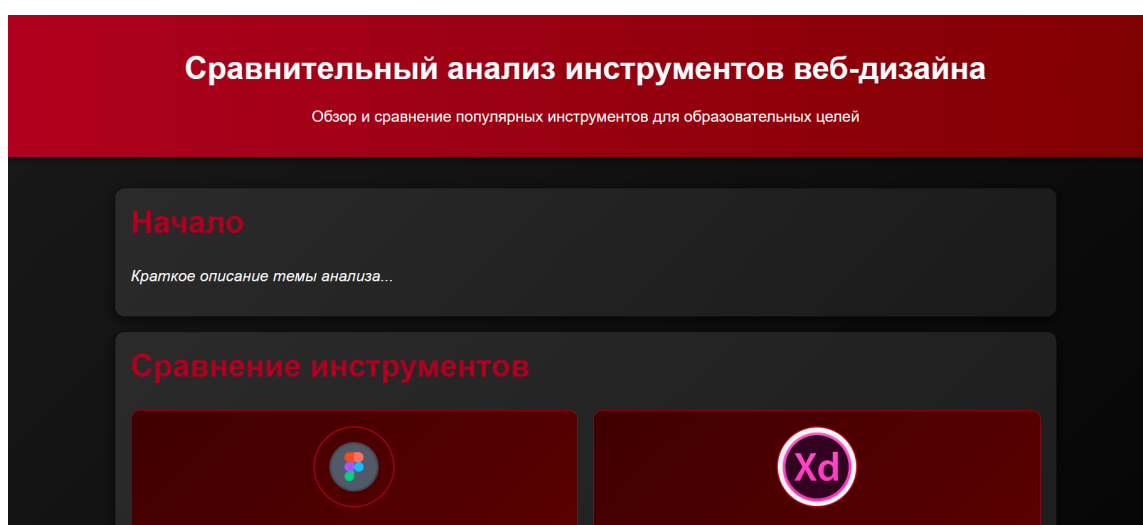 Сравнительный анализ инструментов веб-дизайна
Обзор и сравнение популярных инструментов для образовательных целей
Начало
Краткое описание темы анализа...
Сравнение инструментов
Xd